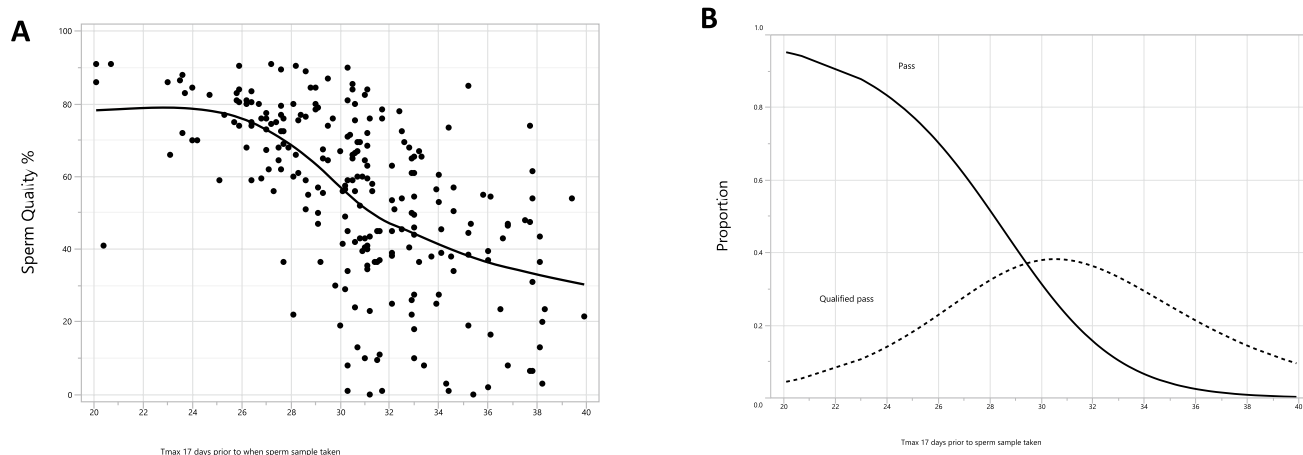 A
100
80
60
40
20
0
Sperm Quality %
20 22 24 26 28 30 32 34 36 38 40
Tmax 17 days prior to when sperm sample taken
B
1.0
0.8
0.6
0.4
0.2
0.0
Proportion
Pass
Qualified pass
20 22 24 26 28 30 32 34 36 38 40
Tmax 17 days prior to sperm sample taken